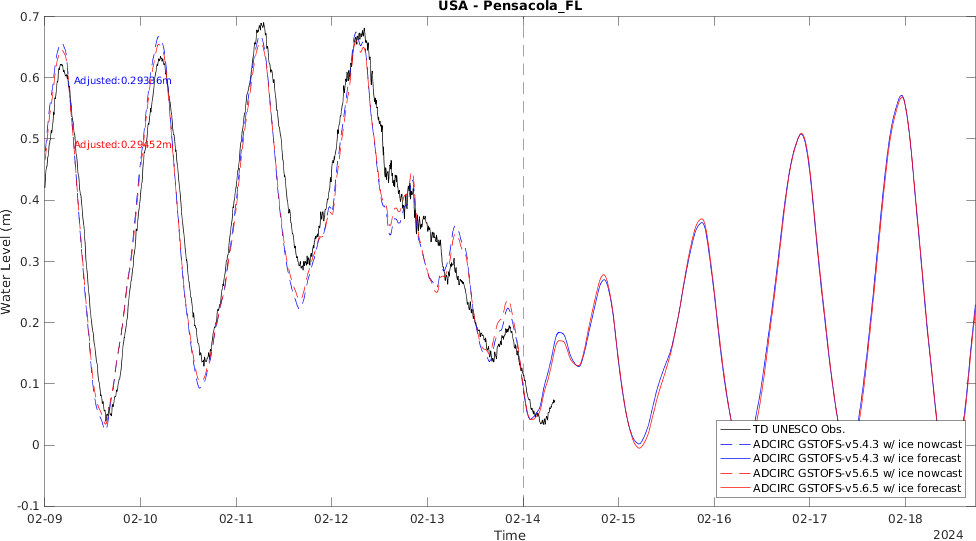 USA - Pensacola_FL
0.7
0.6
0.5
0.4
0.3
0.2
0.1
0
-0.1
Water Level (m)
Adjusted:0.29336m
Adjusted:0.29452m
TD UNESCO Obs.
ADCIRC GSTOFS-v5.4.3 w/ ice nowcast
ADCIRC GSTOFS-v5.4.3 w/ ice forecast
ADCIRC GSTOFS-v5.6.5 w/ ice nowcast
ADCIRC GSTOFS-v5.6.5 w/ ice forecast
02-09 02-10 02-11 02-12 02-13 02-14 02-15 02-16 02-17 02-18
Time
2024